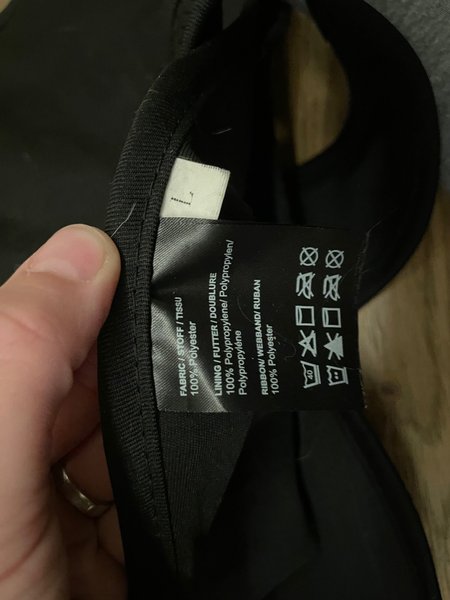 FABRIC / STOFF / TISSU
100% Polyester
LINING / FUTTER / DOUBLURE
100% Polypropylene/ Polypropylen/
Polypropylène
RIBBON/ WEBBAND/ RUBAN
100% Polyester